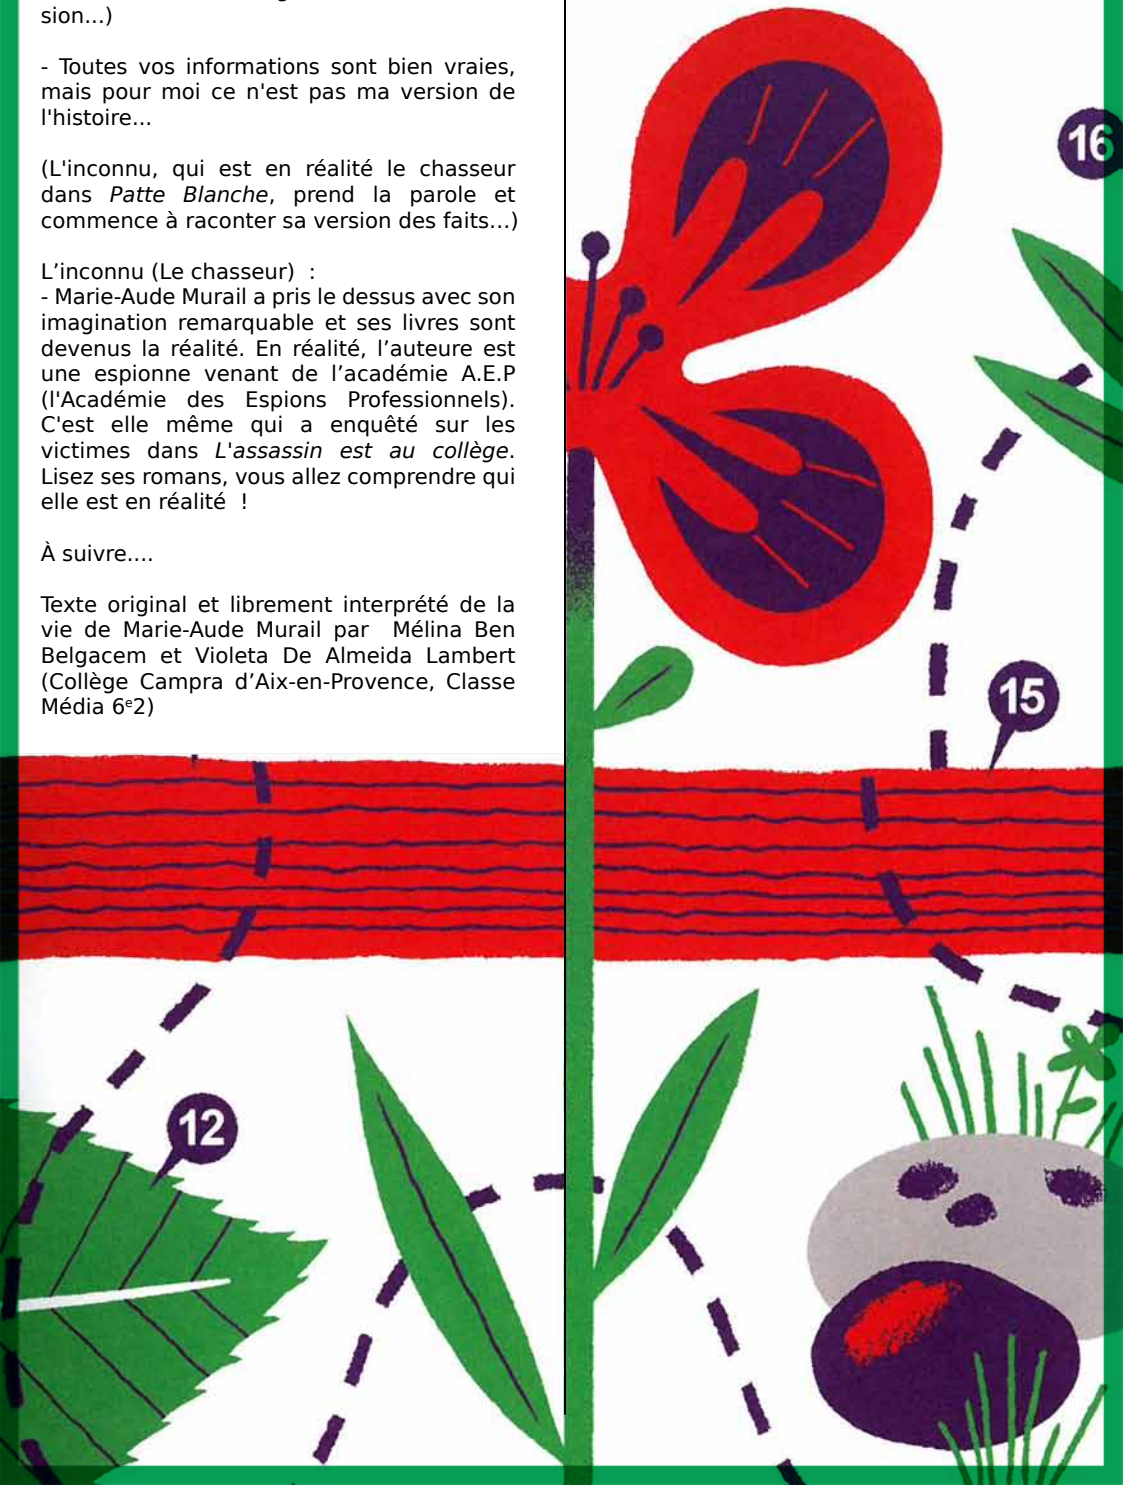 sion...)
- Toutes vos informations sont bien vraies,
mais pour moi ce n'est pas ma version de
l'histoire...
(L'inconnu, qui est en réalité le chasseur
dans Patte Blanche, prend la parole et
commence à raconter sa version des faits...)
L’inconnu (Le chasseur) :
- Marie-Aude Murail a pris le dessus avec son
imagination remarquable et ses livres sont
devenus la réalité. En réalité, l’auteure est
une espionne venant de l’académie A.E.P
(l'Académie des Espions Professionnels).
C'est elle même qui a enquêté sur les
victimes dans L'assassin est au collège.
Lisez ses romans, vous allez comprendre qui
elle est en réalité !
À suivre....
Texte original et librement interprété de la
vie de Marie-Aude Murail par Mélina Ben
Belgacem et Violeta De Almeida Lambert
(Collège Campra d’Aix-en-Provence, Classe
Média 6e2)
16
15
12